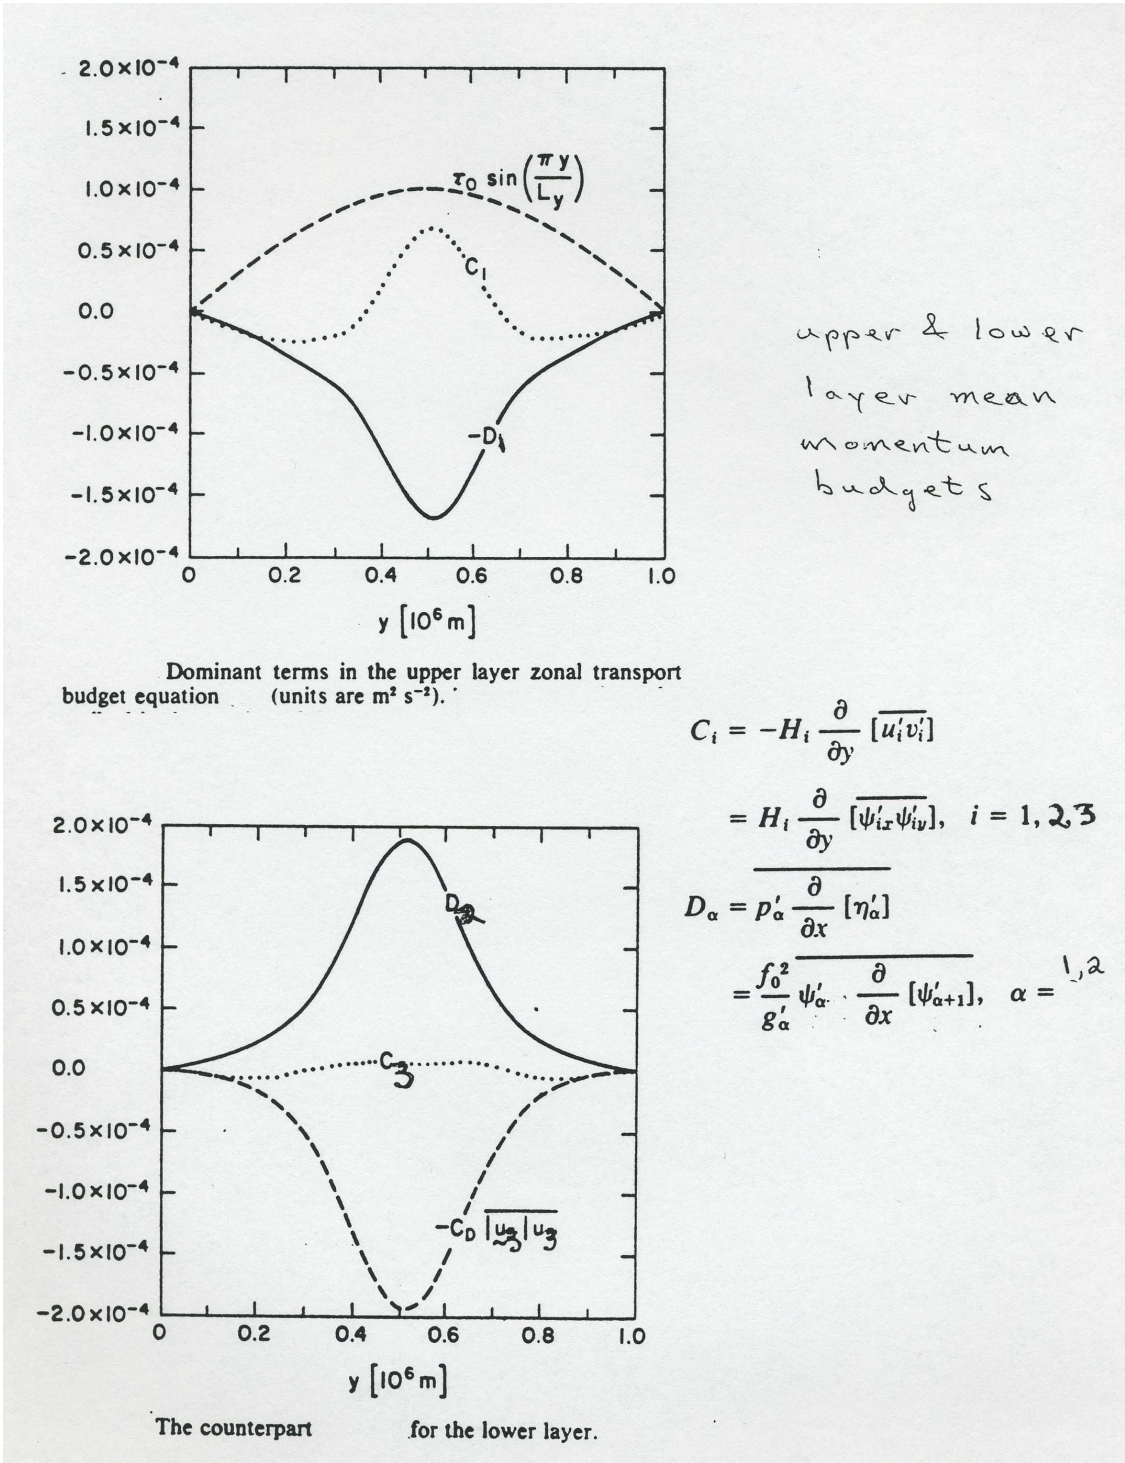 2.0×10⁻⁴
1.5×10⁻⁴
1.0×10⁻⁴
0.5×10⁻⁴
0.0
−0.5×10⁻⁴
−1.0×10⁻⁴
−1.5×10⁻⁴
−2.0×10⁻⁴
τ₀ sin(πy/L_y)
C₁
−D₁
0 0.2 0.4 0.6 0.8 1.0
y [10⁶ m]
upper & lower
layer mean
momentum
budgets
Dominant terms in the upper layer zonal transport
budget equation (units are m² s⁻²).
C_i = −H_i ∂/∂y [u′_i v′_i]
= H_i ∂/∂y [ψ′_ix ψ′_iy], i = 1, 2, 3
D_α = p′_α ∂/∂x [η′_α]
= f₀²/g′_α ψ′_α ∂/∂x [ψ′_α+1], α = 1,2
2.0×10⁻⁴
1.5×10⁻⁴
1.0×10⁻⁴
0.5×10⁻⁴
0.0
−0.5×10⁻⁴
−1.0×10⁻⁴
−1.5×10⁻⁴
−2.0×10⁻⁴
D
C₃
−C_D |u₃|u₃
0 0.2 0.4 0.6 0.8 1.0
y [10⁶ m]
The counterpart for the lower layer.